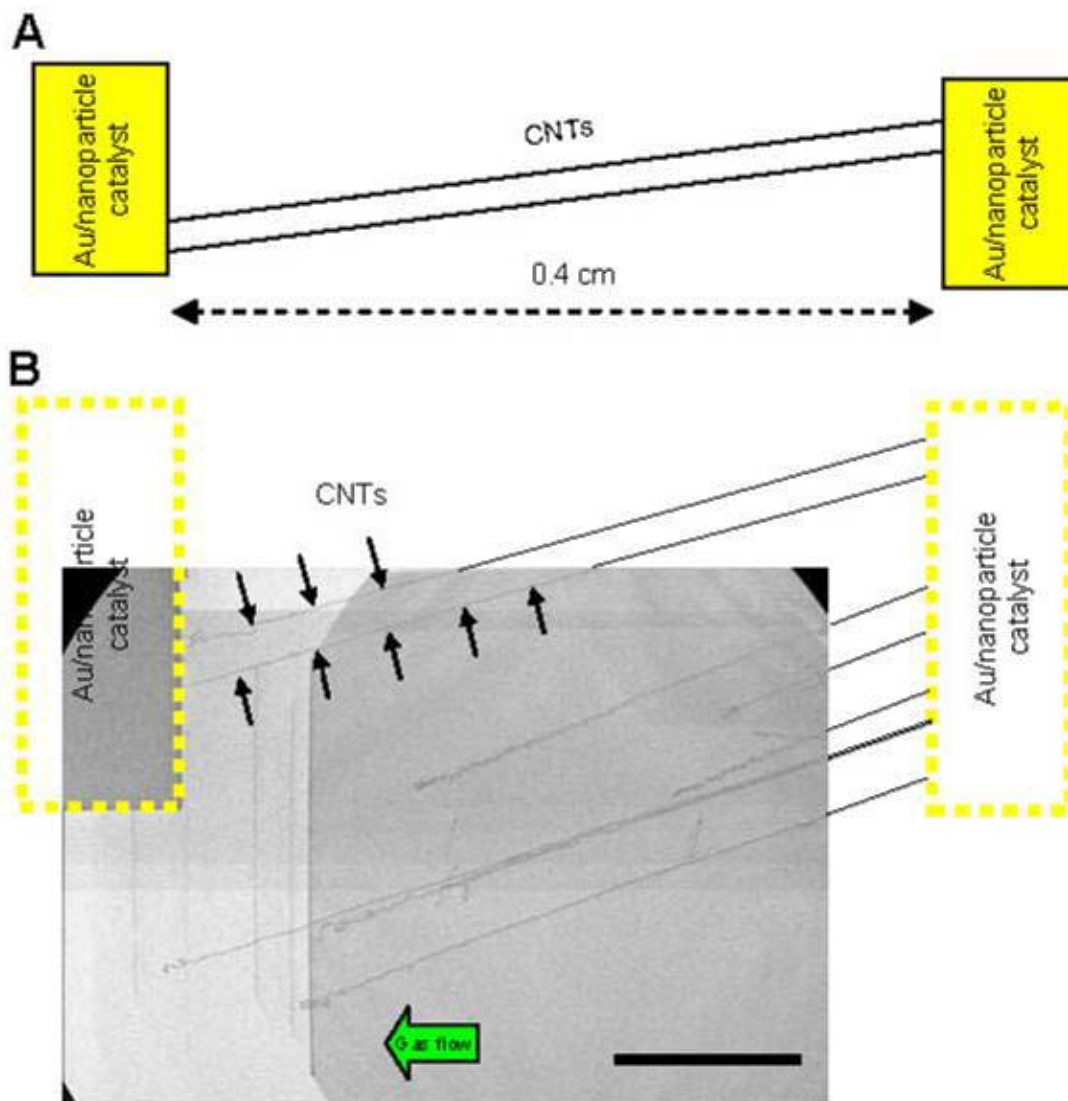 A
Au/nanoparticle
catalyst
CNTs
Au/nanoparticle
catalyst
0.4 cm
B
CNTs
Au/nanoparticle
catalyst
Au/nanoparticle
catalyst
Gas flow